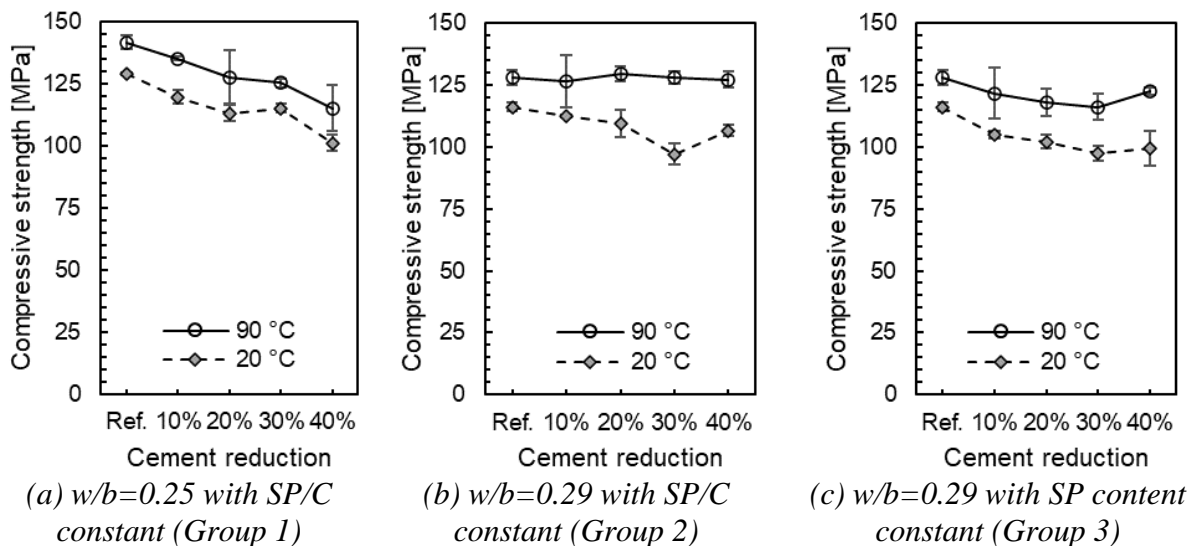 Compressive strength [MPa]
150
125
100
75
50
25
0
90 °C
20 °C
Ref. 10% 20% 30% 40%
Cement reduction
(a) w/b=0.25 with SP/C
constant (Group 1)
Compressive strength [MPa]
150
125
100
75
50
25
0
90 °C
20 °C
Ref. 10% 20% 30% 40%
Cement reduction
(b) w/b=0.29 with SP/C
constant (Group 2)
Compressive strength [MPa]
150
125
100
75
50
25
0
90 °C
20 °C
Ref. 10% 20% 30% 40%
Cement reduction
(c) w/b=0.29 with SP content
constant (Group 3)